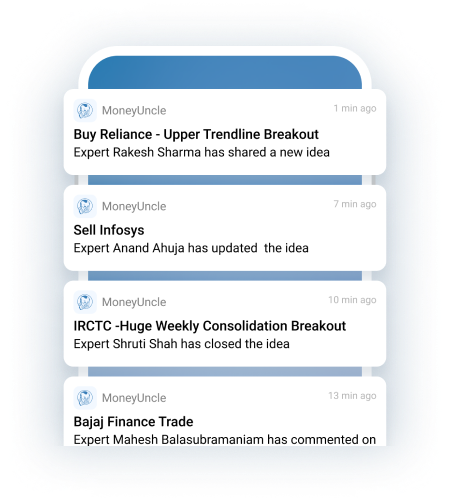 MoneyUncle 1 min ago
Buy Reliance - Upper Trendline Breakout
Expert Rakesh Sharma has shared a new idea
MoneyUncle 7 min ago
Sell Infosys
Expert Anand Ahuja has updated  the idea
MoneyUncle 10 min ago
IRCTC -Huge Weekly Consolidation Breakout
Expert Shruti Shah has closed the idea
MoneyUncle 13 min ago
Bajaj Finance Trade
Expert Mahesh Balasubramaniam has commented on